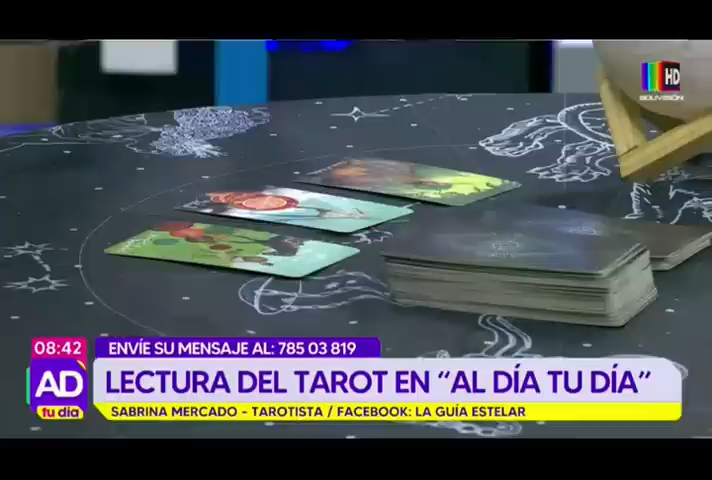 HD
BOLIVISIÓN
08:42
ENVÍE SU MENSAJE AL: 785 03 819
AD
tu día
LECTURA DEL TAROT EN “AL DÍA TU DÍA”
SABRINA MERCADO - TAROTISTA / FACEBOOK: LA GUÍA ESTELAR